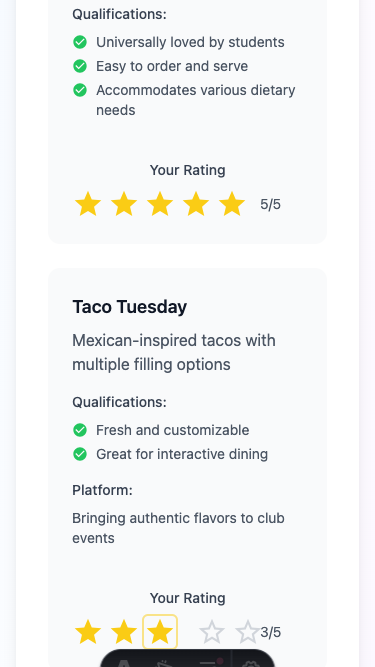 Qualifications:
Universally loved by students
Easy to order and serve
Accommodates various dietary
needs
Your Rating
5/5
Taco Tuesday
Mexican-inspired tacos with
multiple filling options
Qualifications:
Fresh and customizable
Great for interactive dining
Platform:
Bringing authentic flavors to club
events
Your Rating
3/5